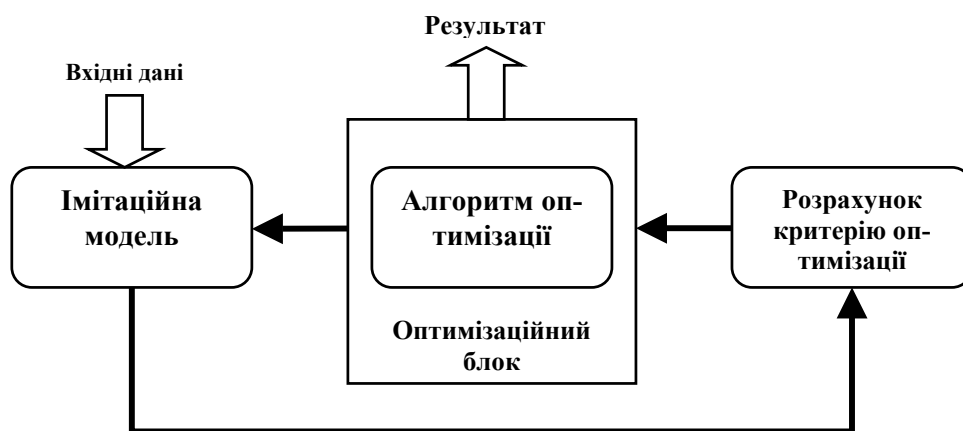 Результат
Вхідні дані
Імітаційна
модель
Алгоритм оп-
тимізації
Розрахунок
критерію оп-
тимізації
Оптимізаційний
блок